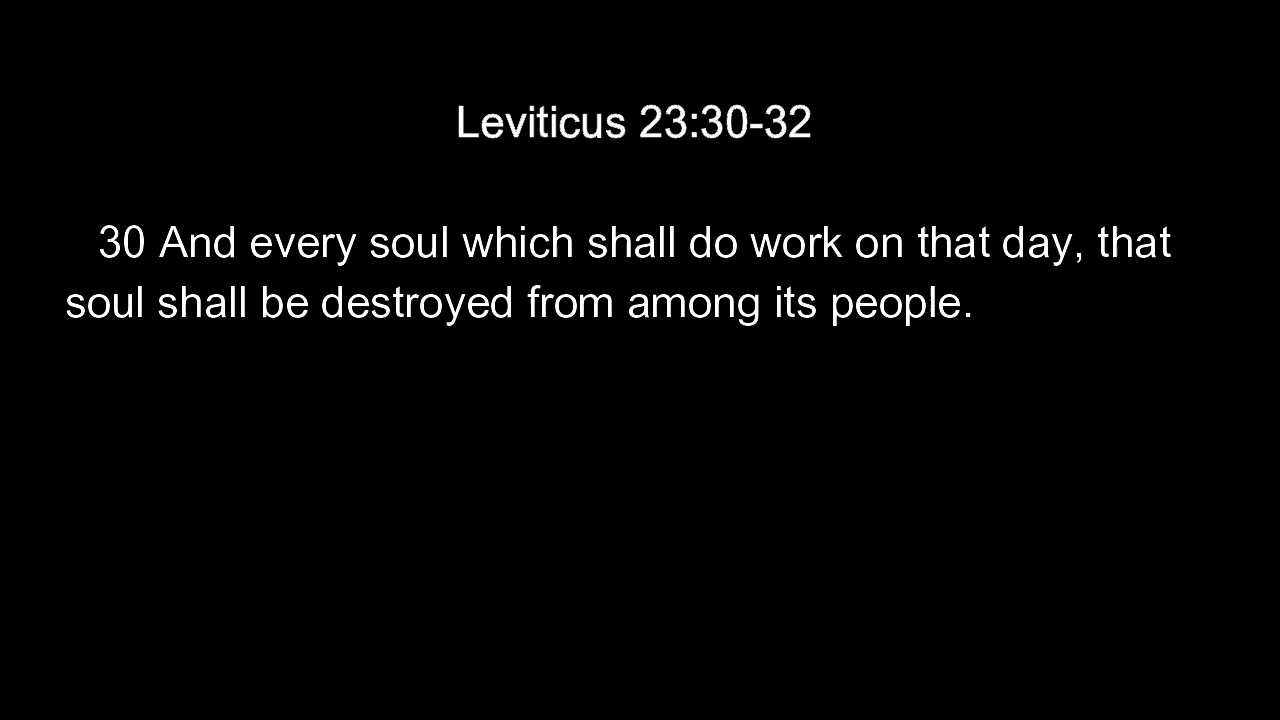 Leviticus 23:30-32
30 And every soul which shall do work on that day, that
soul shall be destroyed from among its people.